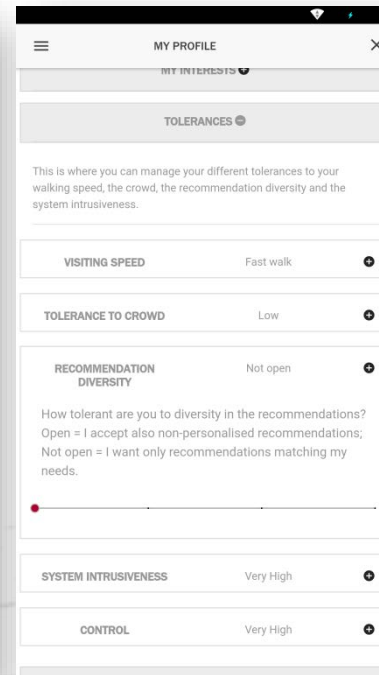 MY PROFILE
MY INTERESTS
TOLERANCES
This is where you can manage your different tolerances to your
walking speed, the crowd, the recommendation diversity and the
system intrusiveness.
VISITING SPEED Fast walk
TOLERANCE TO CROWD Low
RECOMMENDATION Not open
DIVERSITY
How tolerant are you to diversity in the recommendations?
Open = I accept also non-personalised recommendations;
Not open = I want only recommendations matching my
needs.
SYSTEM INTRUSIVENESS Very High
CONTROL Very High